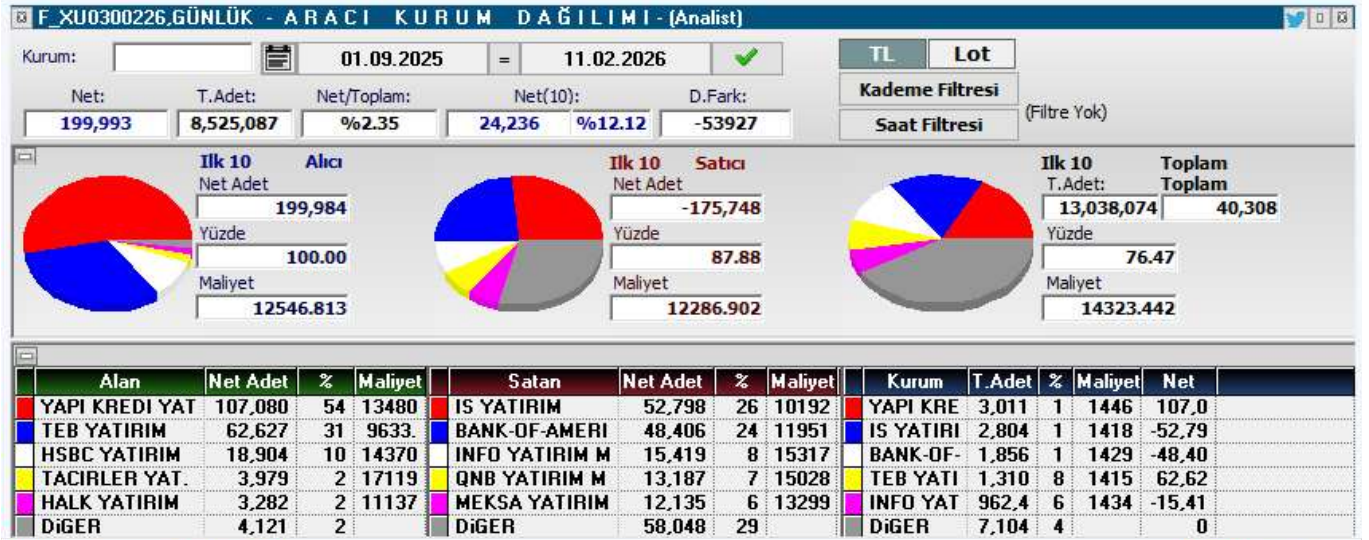 F_XU0300226,GÜNLÜK - ARACI KURUM DAĞILIMI-(Analist)
Kurum: 01.09.2025 = 11.02.2026 TL Lot
Kademe Filtresi
Net: T.Adet: Net/Toplam: Net(10): D.Fark:
199,993 8,525,087 %2.35 24,236 %12.12 -53927 Saat Filtresi (Filtre Yok)
Ilk 10 Alıcı Ilk 10 Satıcı Ilk 10 Toplam
Net Adet Net Adet T.Adet: Toplam
199,984 -175,748 13,038,074 40,308
Yüzde Yüzde Yüzde
100.00 87.88 76.47
Maliyet Maliyet Maliyet
12546.813 12286.902 14323.442
Alan Net Adet % Maliyet Satan Net Adet % Maliyet Kurum T.Adet % Maliyet Net
YAPI KREDI YAT 107,080 54 13480 IS YATIRIM 52,798 26 10192 YAPI KRE 3,011 1 1446 107,0
TEB YATIRIM 62,627 31 9633. BANK-OF-AMERI 48,406 24 11951 IS YATIRI 2,804 1 1418 -52,79
HSBC YATIRIM 18,904 10 14370 INFO YATIRIM M 15,419 8 15317 BANK-OF- 1,856 1 1429 -48,40
TACIRLER YAT. 3,979 2 17119 QNB YATIRIM M 13,187 7 15028 TEB YATI 1,310 8 1415 62,62
HALK YATIRIM 3,282 2 11137 MEKSA YATIRIM 12,135 6 13299 INFO YAT 962,4 6 1434 -15,41
DiGER 4,121 2 DiGER 58,048 29 DiGER 7,104 4 0